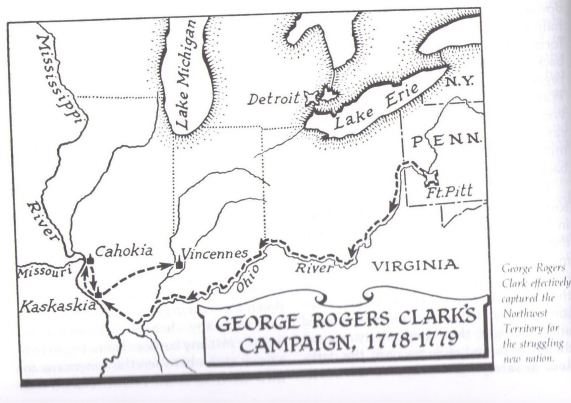 Mississippi
River
Lake Michigan
Detroit
Lake Erie
N.Y.
PENN.
Ft. Pitt
Cahokia
Vincennes
Missouri
Kaskaskia
Ohio
River
VIRGINIA
GEORGE ROGERS CLARK'S
CAMPAIGN, 1778-1779
George Rogers
Clark effectively
captured the
Northwest
Territory for
the struggling
new nation.